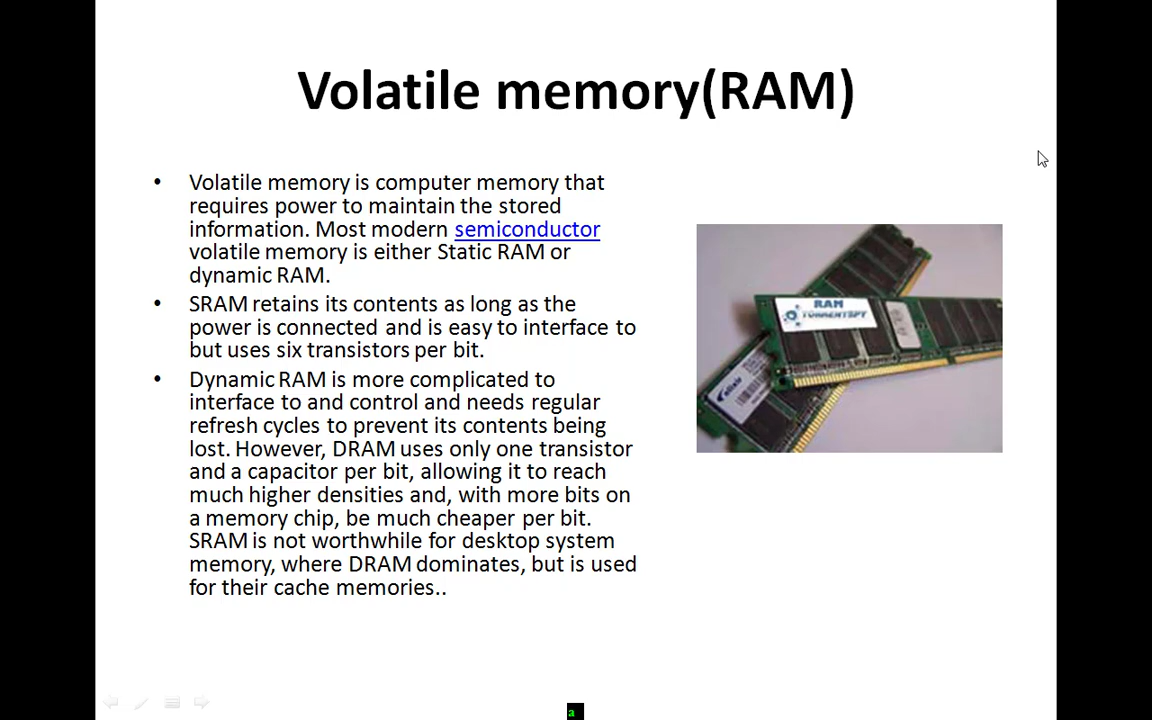 Volatile memory(RAM)
• Volatile memory is computer memory that
requires power to maintain the stored
information. Most modern semiconductor
volatile memory is either Static RAM or
dynamic RAM.
• SRAM retains its contents as long as the
power is connected and is easy to interface to
but uses six transistors per bit.
• Dynamic RAM is more complicated to
interface to and control and needs regular
refresh cycles to prevent its contents being
lost. However, DRAM uses only one transistor
and a capacitor per bit, allowing it to reach
much higher densities and, with more bits on
a memory chip, be much cheaper per bit.
SRAM is not worthwhile for desktop system
memory, where DRAM dominates, but is used
for their cache memories..
RAM
TORRENTSPY
elixir
a